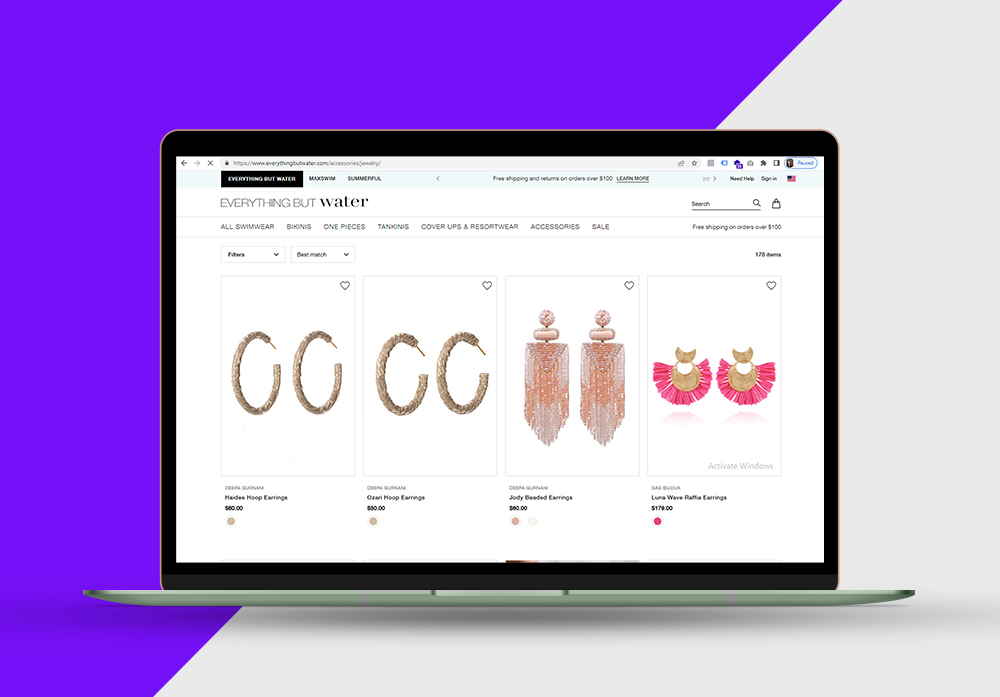 https://www.everythingbutwater.com/accessories/jewelry/
Paused
EVERYTHING BUT WATER MAXSWIM SUMMERFUL
Free shipping and returns on orders over $100 LEARN MORE
Need Help Sign in
EVERYTHING BUT water
Search
ALL SWIMWEAR BIKINIS ONE PIECES TANKINIS COVER UPS & RESORTWEAR ACCESSORIES SALE
Free shipping on orders over $100
Filters Best match
178 items
Activate Windows
DEEPA GURNANI
Haidee Hoop Earrings
$60.00
DEEPA GURNANI
Ozari Hoop Earrings
DEEPA GURNANI
Jody Beaded Earrings
$60.00
GAS BIJOUX
Luna Wave Raffia Earrings
$179.00